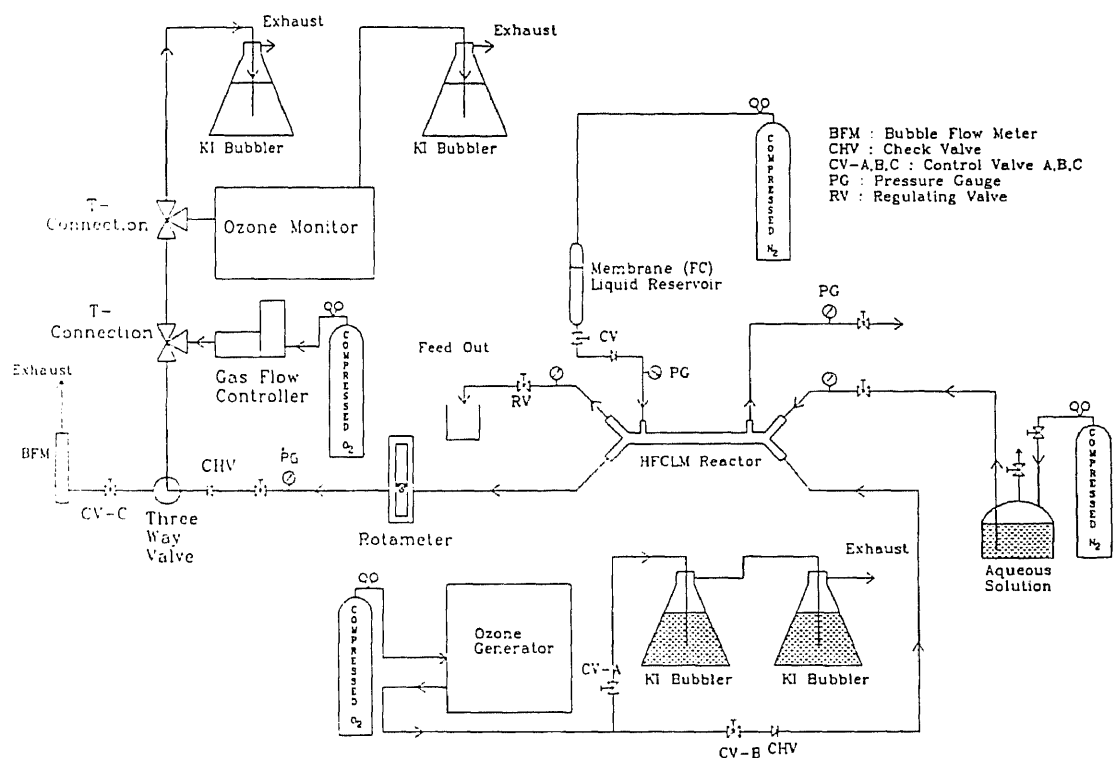 Exhaust
Exhaust
KI Bubbler
KI Bubbler
COMPRESSED N2
BFM : Bubble Flow Meter
CHV : Check Valve
CV-A,B,C : Control Valve A,B,C
PG : Pressure Gauge
RV : Regulating Valve
T-
Connection
Ozone Monitor
Membrane (FC)
Liquid Reservoir
PG
T-
Connection
CV
Feed Out
COMPRESSED O2
Exhaust
Gas Flow
Controller
PG
RV
BFM
CHV
PG
HFCLM Reactor
COMPRESSED N2
CV-C
Three
Way
Valve
Rotameter
Exhaust
Aqueous
Solution
COMPRESSED O2
Ozone
Generator
CV-A
KI Bubbler
KI Bubbler
CV-B
CHV